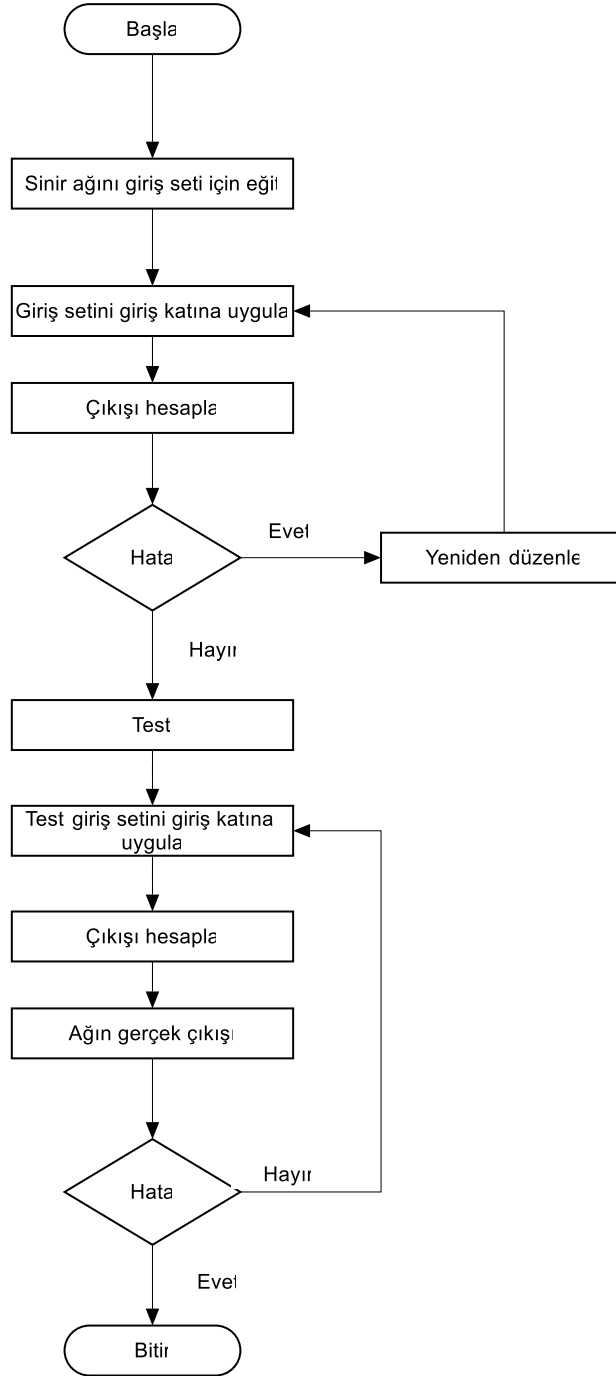 Başla
Sinir ağını giriş seti için eğit
Giriş setini giriş katına uygula
Çıkışı hesapla
Evet
Hata
Yeniden düzenle
Hayır
Test
Test giriş setini giriş katına
uygula
Çıkışı hesapla
Ağın gerçek çıkışı
Hayır
Hata
Evet
Bitir